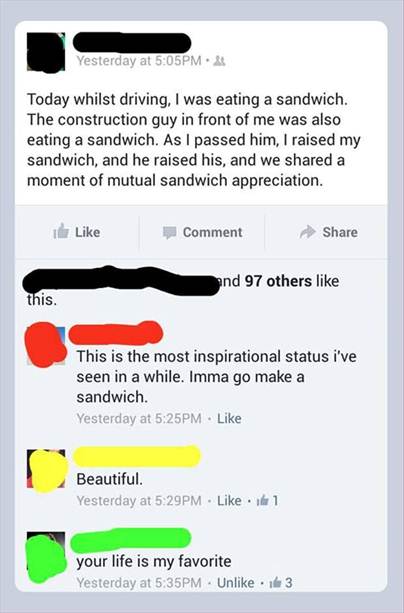 Yesterday at 5:05PM •
Today whilst driving, I was eating a sandwich.
The construction guy in front of me was also
eating a sandwich. As I passed him, I raised my
sandwich, and he raised his, and we shared a
moment of mutual sandwich appreciation.
Like Comment Share
and 97 others like
this.
This is the most inspirational status i've
seen in a while. Imma go make a
sandwich.
Yesterday at 5:25PM · Like
Beautiful.
Yesterday at 5:29PM · Like · 1
your life is my favorite
Yesterday at 5:35PM · Unlike · 3